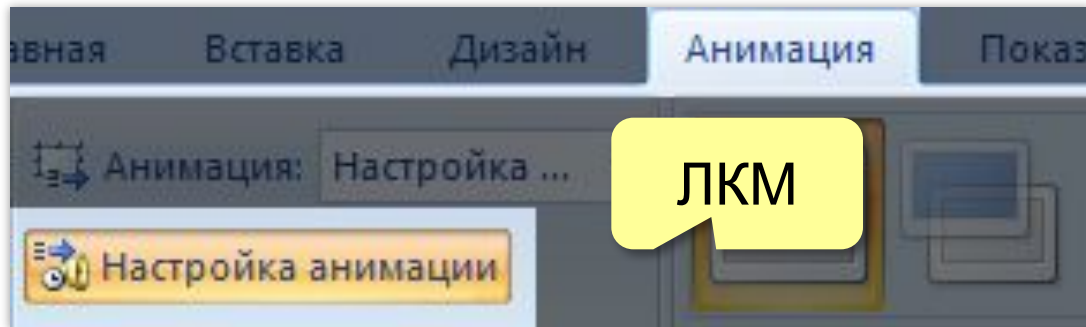 авная Вставка Дизайн Анимация Показ
Анимация: Настройка ...
ЛКМ
Настройка анимации